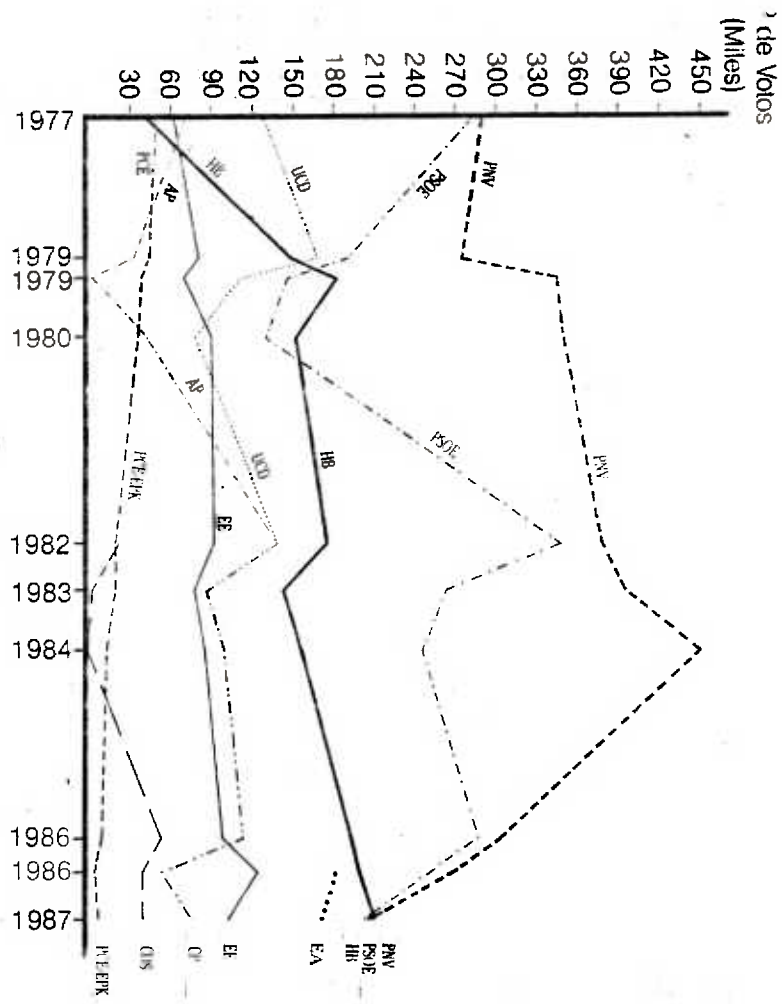 de Votos
(Miles)
450
420
390
360
330
300
270
240
210
180
150
120
90
60
30
1977
1979
1979
1980
1982
1983
1984
1986
1986
1987
PNV
PSOE
UCD
HB
AP
PCE
PNV
PSOE
HB
UCD
AP
EE
PCE-EPK
PNV
PSOE
HB
EA
EE
CP
CDS
PCE-EPK